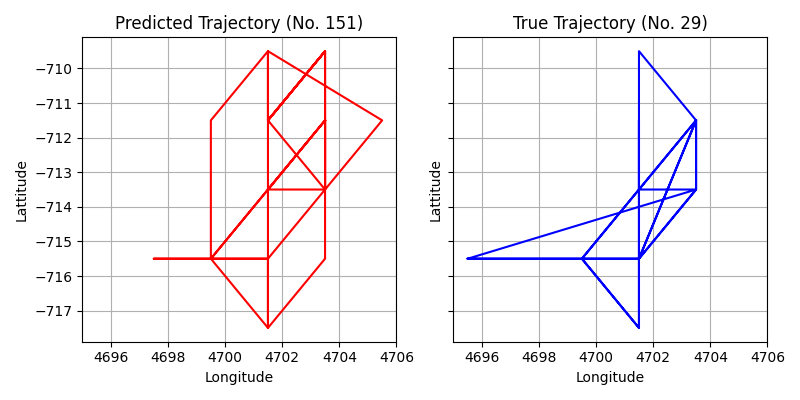 Predicted Trajectory (No. 151)
True Trajectory (No. 29)
Lattitude
−710
−711
−712
−713
−714
−715
−716
−717
4696 4698 4700 4702 4704 4706
Longitude
Lattitude
4696 4698 4700 4702 4704 4706
Longitude